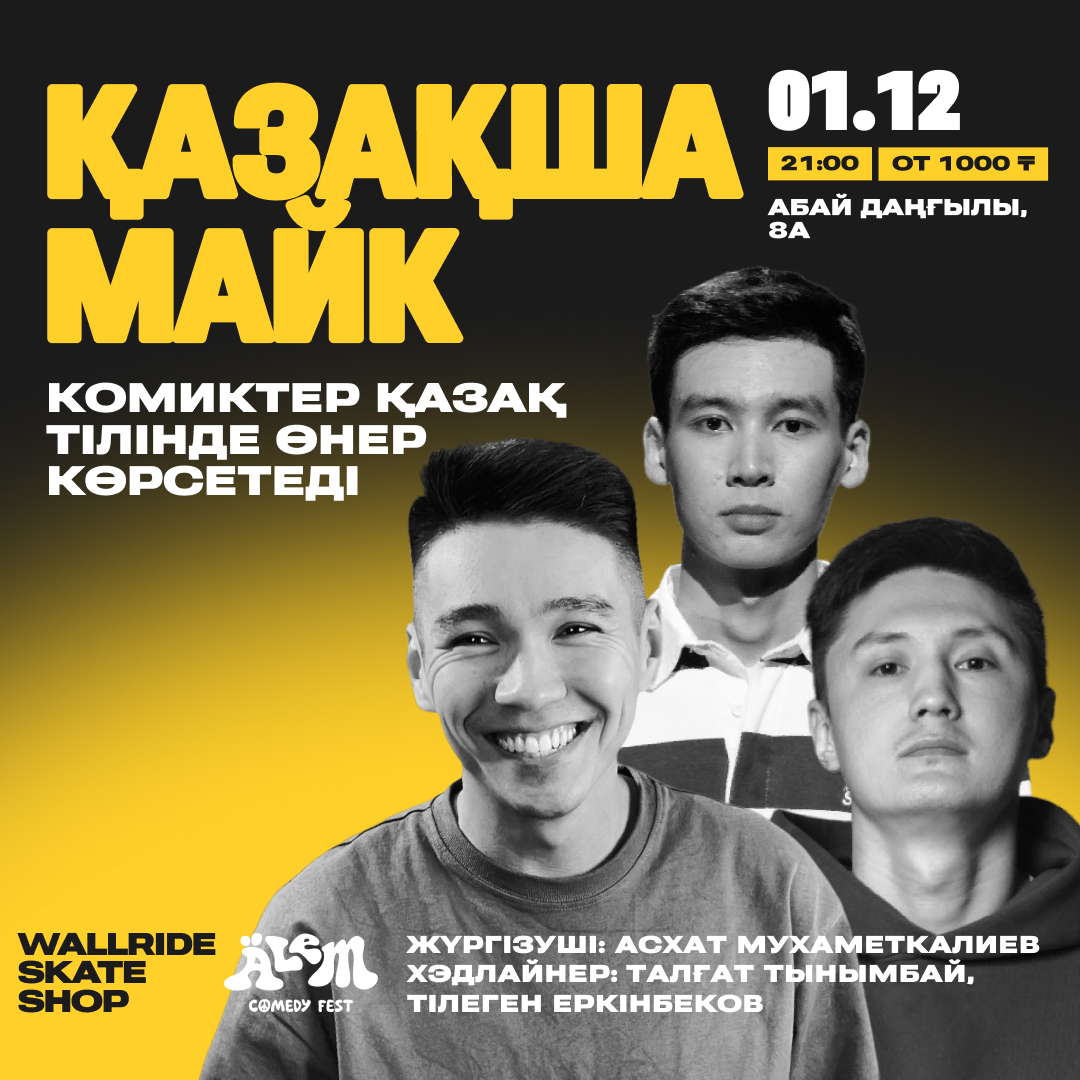 ҚАЗАҚША
МАЙК
01.12
21:00 ОТ 1000 ₸
АБАЙ ДАҢҒЫЛЫ,
8А
КОМИКТЕР ҚАЗАҚ
ТІЛІНДЕ ӨНЕР
КӨРСЕТЕДІ
WALLRIDE
SKATE
SHOP
ÄLEM
COMEDY FEST
ЖҮРГІЗУШІ: АСХАТ МУХАМЕТКАЛИЕВ
ХЭДЛАЙНЕР: ТАЛҒАТ ТЫНЫМБАЙ,
ТІЛЕГЕН ЕРКІНБЕКОВ